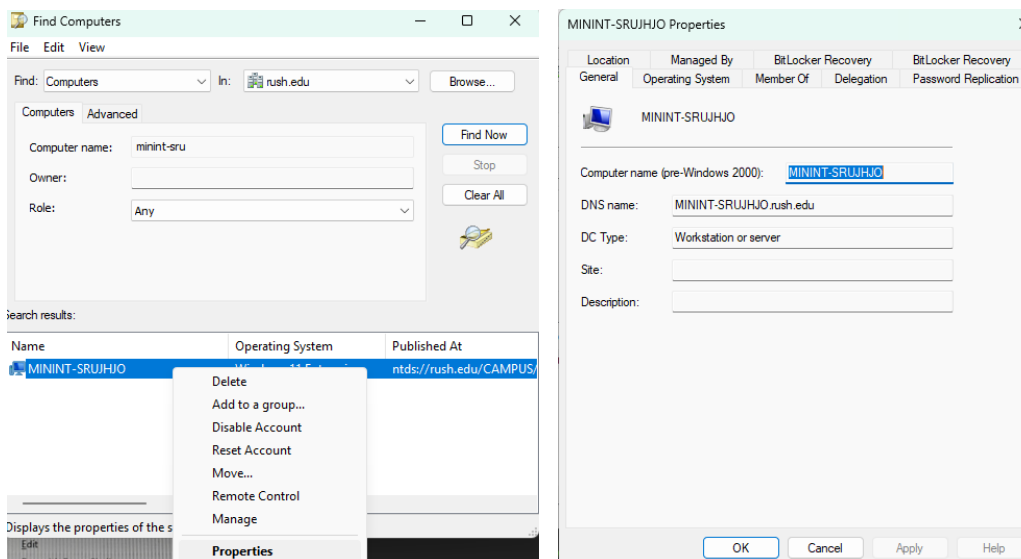 Find Computers
File Edit View
Find: Computers In: rush.edu Browse...
Computers Advanced
Computer name: minint-sru
Owner:
Role: Any
Find Now
Stop
Clear All
Search results:
Name Operating System Published At
MININT-SRUJHJO ntds://rush.edu/CAMPUS/
Delete
Add to a group...
Disable Account
Reset Account
Move...
Remote Control
Manage
Properties
Displays the properties of the s
Edit
MININT-SRUJHJO Properties
Location Managed By BitLocker Recovery BitLocker Recovery
General Operating System Member Of Delegation Password Replication
MININT-SRUJHJO
Computer name (pre-Windows 2000): MININT-SRUJHJO
DNS name: MININT-SRUJHJO.rush.edu
DC Type: Workstation or server
Site:
Description:
OK Cancel Apply Help